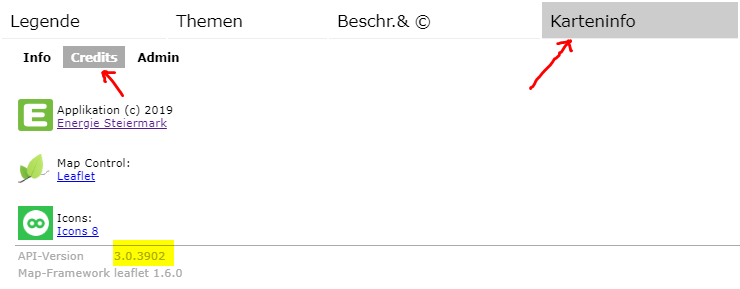 Legende Themen Beschr.& © Karteninfo
Info Credits Admin
E
Applikation (c) 2019
Energie Steiermark
Map Control:
Leaflet
Icons:
Icons 8
API-Version 3.0.3902
Map-Framework leaflet 1.6.0